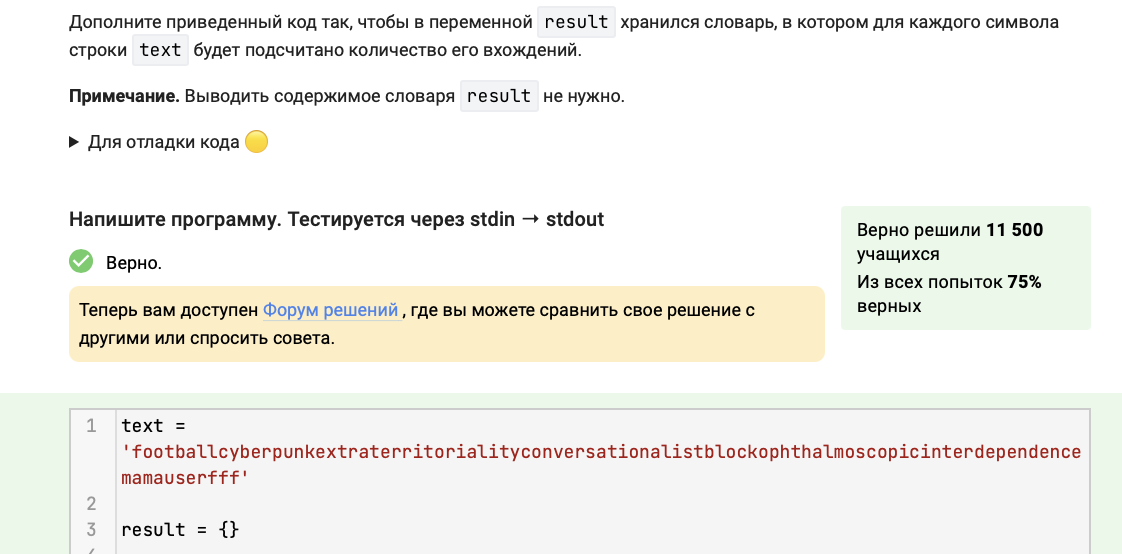 Дополните приведенный код так, чтобы в переменной result хранился словарь, в котором для каждого символа
строки text будет подсчитано количество его вхождений.
Примечание. Выводить содержимое словаря result не нужно.
Для отладки кода
Напишите программу. Тестируется через stdin → stdout
Верно.
Теперь вам доступен Форум решений, где вы можете сравнить свое решение с
другими или спросить совета.
Верно решили 11 500
учащихся
Из всех попыток 75%
верных
1 text =
'footballcyberpunkextraterritorialityconversationalistblockophthalmoscopicinterdependence
mamauserfff'
2
3 result = {}